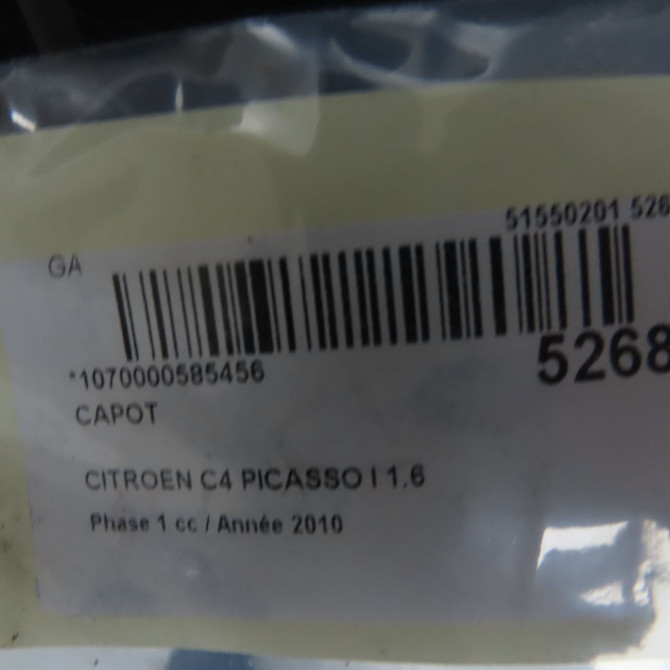 51550201 526
GA
5268
*1070000585456
CAPOT
CITROEN C4 PICASSO I 1.6
Phase 1 cc / Année 2010